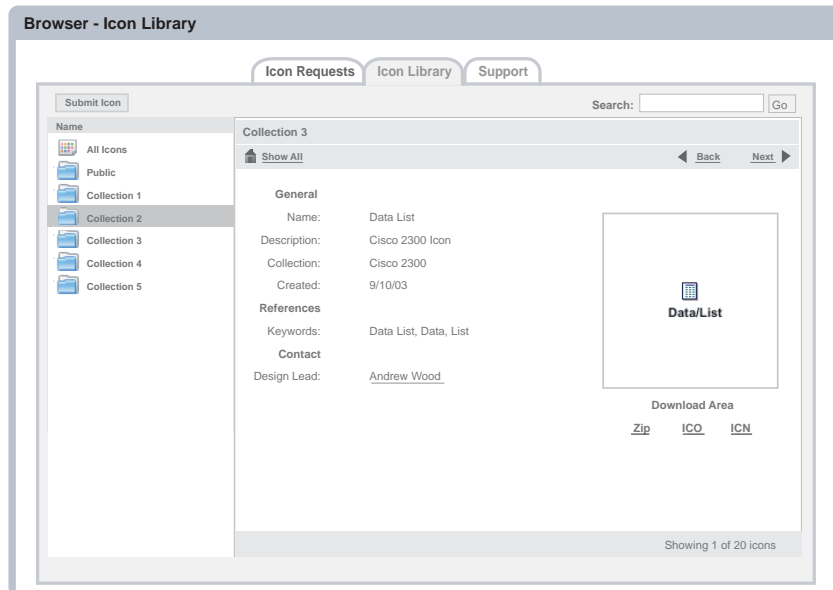 Browser - Icon Library
Icon Requests Icon Library Support
Submit Icon
Search: Go
Name
All Icons
Public
Collection 1
Collection 2
Collection 3
Collection 4
Collection 5
Collection 3
Show All Back Next
General
Name: Data List
Description: Cisco 2300 Icon
Collection: Cisco 2300
Created: 9/10/03
References
Keywords: Data List, Data, List
Contact
Design Lead: Andrew Wood
Data/List
Download Area
Zip ICO ICN
Showing 1 of 20 icons